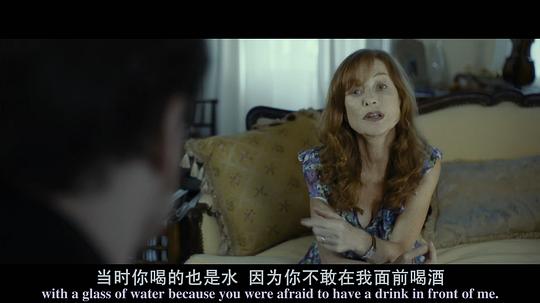 当时你喝的也是水 因为你不敢在我面前喝酒
with a glass of water because you were afraid to have a drink in front of me.